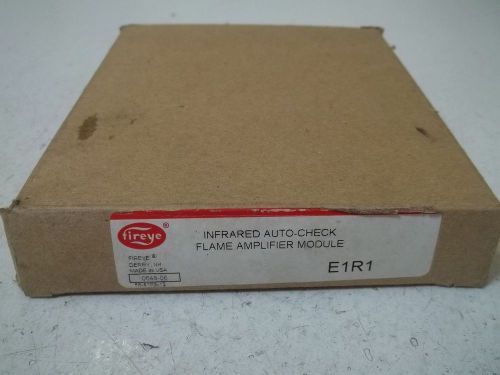 fireye®
INFRARED AUTO-CHECK
FLAME AMPLIFIER MODULE
FIREYE®
DERRY, NH
MADE IN USA
E1R1